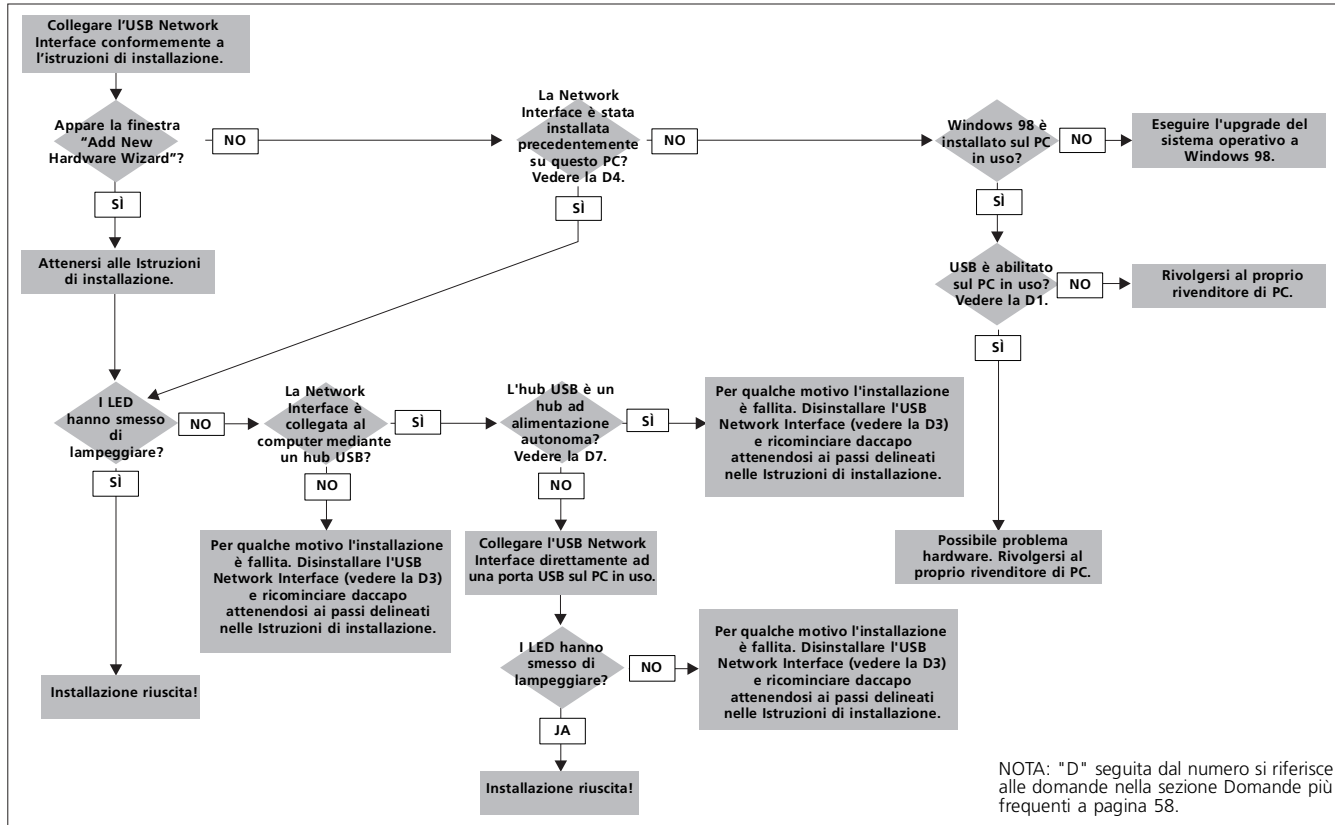 Collegare l'USB Network
Interface conformemente a
l'istruzioni di installazione.
Appare la finestra
“Add New
Hardware Wizard”?
NO
La Network
Interface è stata
installata
precedentemente
su questo PC?
Vedere la D4.
NO
Windows 98 è
installato sul PC
in uso?
NO
Eseguire l'upgrade del
sistema operativo a
Windows 98.
SÌ
SÌ
SÌ
Attenersi alle Istruzioni
di installazione.
USB è abilitato
sul PC in uso?
Vedere la D1.
NO
Rivolgersi al proprio
rivenditore di PC.
SÌ
I LED
hanno smesso
di
lampeggiare?
NO
La Network
Interface è
collegata al
computer mediante
un hub USB?
SÌ
L'hub USB è un
hub ad
alimentazione
autonoma?
Vedere la D7.
SÌ
Per qualche motivo l'installazione
è fallita. Disinstallare l'USB
Network Interface (vedere la D3)
e ricominciare daccapo
attenendosi ai passi delineati
nelle Istruzioni di installazione.
SÌ
NO
NO
Per qualche motivo l'installazione
è fallita. Disinstallare l'USB
Network Interface (vedere la D3)
e ricominciare daccapo
attenendosi ai passi delineati
nelle Istruzioni di installazione.
Collegare l'USB Network
Interface direttamente ad
una porta USB sul PC in uso.
Possibile problema
hardware. Rivolgersi al
proprio rivenditore di PC.
I LED hanno
smesso di
lampeggiare?
NO
Per qualche motivo l'installazione
è fallita. Disinstallare l'USB
Network Interface (vedere la D3)
e ricominciare daccapo
attenendosi ai passi delineati
nelle Istruzioni di installazione.
Installazione riuscita!
JA
Installazione riuscita!
NOTA: "D" seguita dal numero si riferisce
alle domande nella sezione Domande più
frequenti a pagina 58.